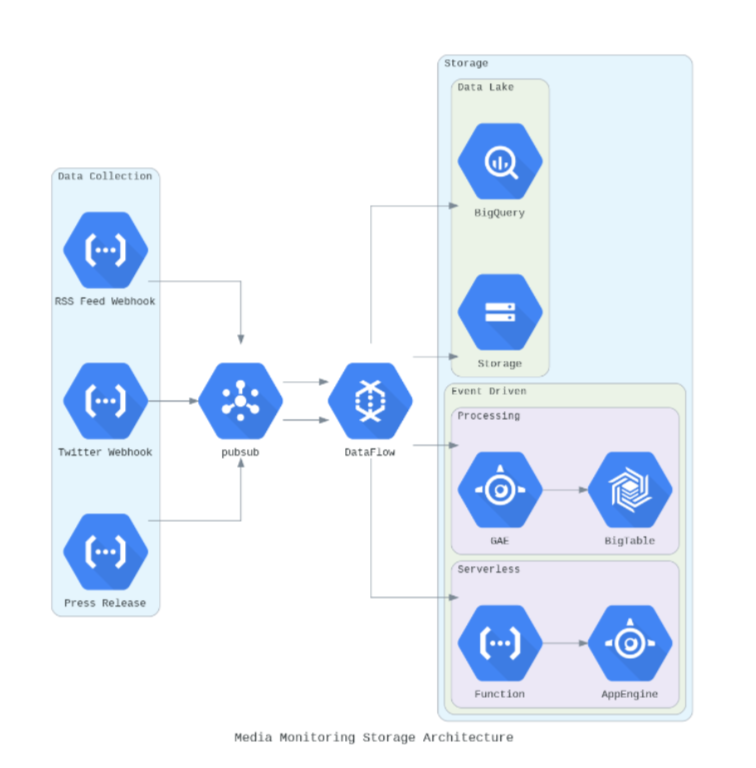 Storage
Data Lake
BigQuery
Storage
Data Collection
RSS Feed Webhook
Twitter Webhook
Press Release
pubsub
DataFlow
Event Driven
Processing
GAE
BigTable
Serverless
Function
AppEngine
Media Monitoring Storage Architecture